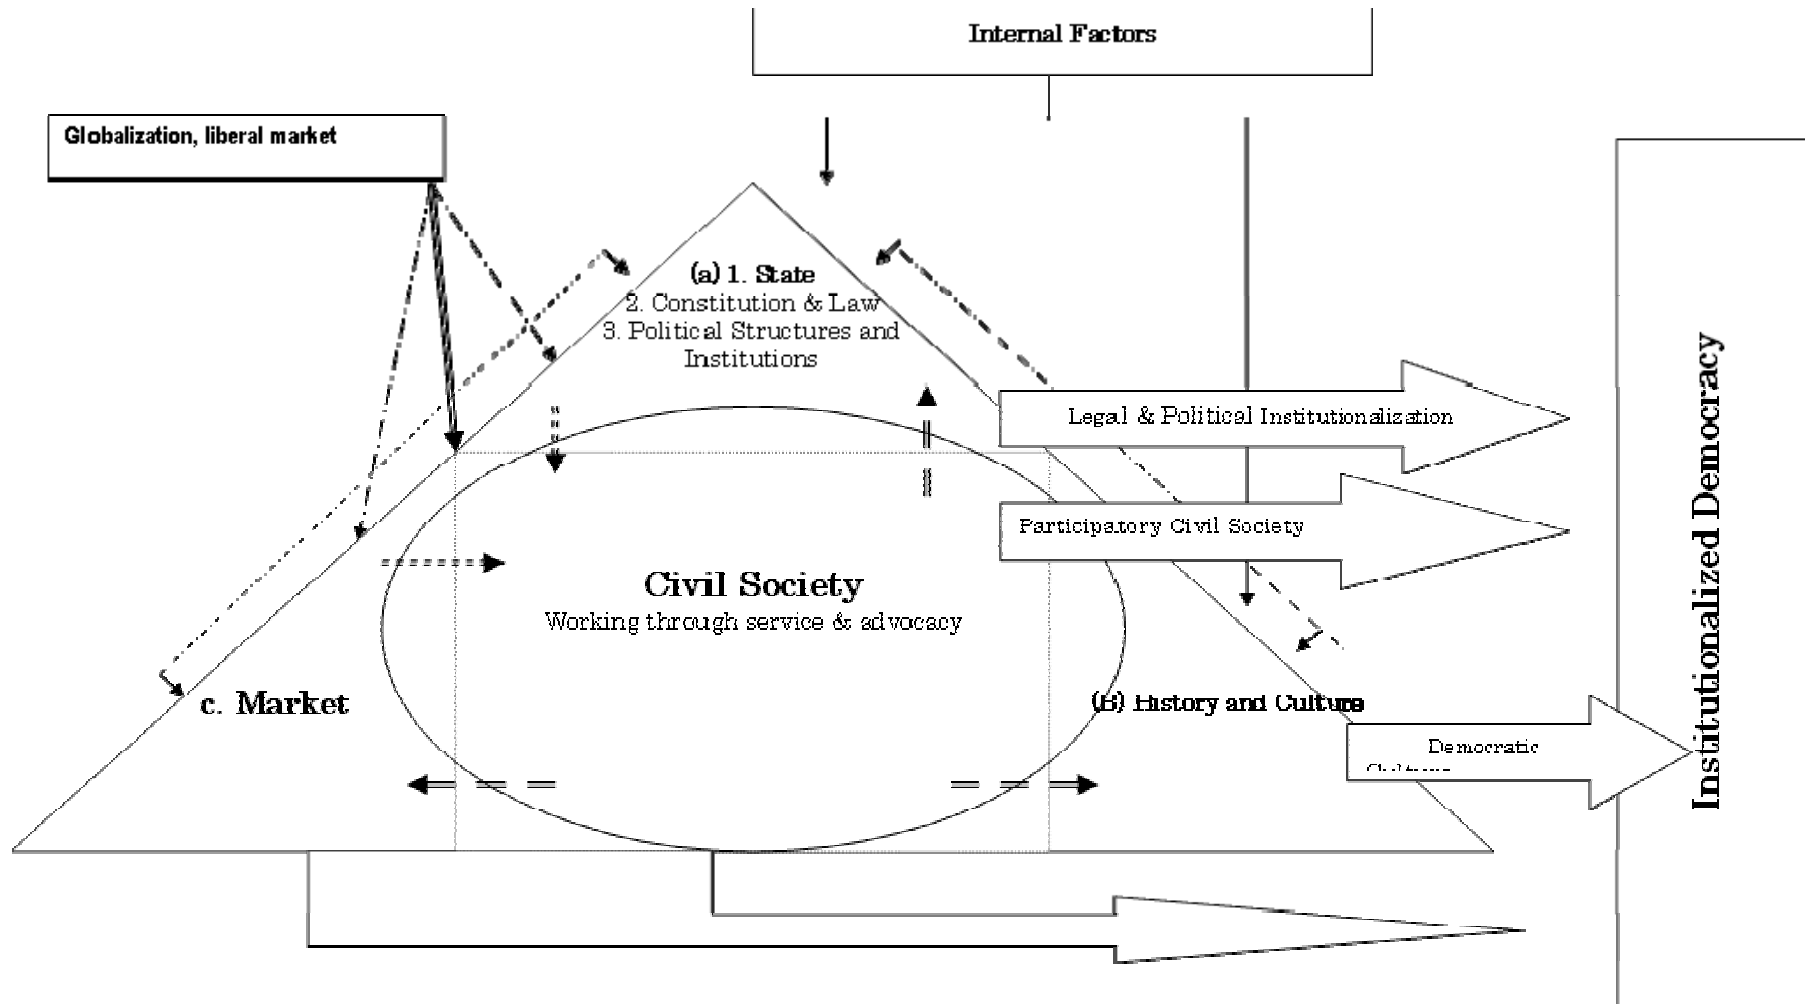 Internal Factors
Globalization, liberal market
(a) 1. State
2. Constitution & Law
3. Political Structures and
Institutions
Legal & Political Institutionalization
Participatory Civil Society
Civil Society
Working through service & advocacy
c. Market
(B) History and Culture
Democratic
Institutionalized Democracy